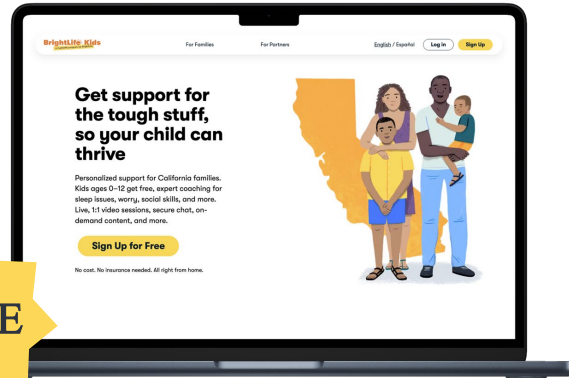 BrightLife Kids
For Families
For Partners
English / Español
Log in
Sign Up
Get support for
the tough stuff,
so your child can
thrive
Personalized support for California families.
Kids ages 0–12 get free, expert coaching for
sleep issues, worry, social skills, and more.
Live, 1:1 video sessions, secure chat, on-
demand content, and more.
Sign Up for Free
No cost. No insurance needed. All right from home.
E